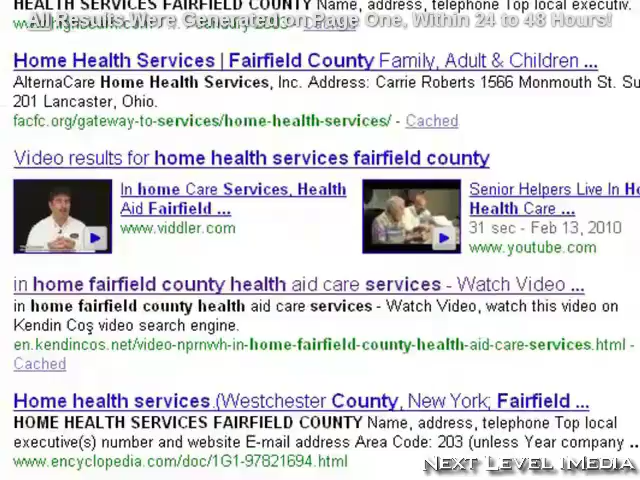 HEALTH SERVICES FAIRFIELD COUNTY Name, address, telephone Top local executiv.
All Results Were Generated on Page One, Within 24 to 48 Hours!
Home Health Services | Fairfield County Family, Adult & Children ...
AlternaCare Home Health Services, Inc. Address: Carrie Roberts 1566 Monmouth St. Su
201 Lancaster, Ohio.
facfc.org/gateway-to-services/home-health-services/ - Cached
Video results for home health services fairfield county
In home Care Services, Health
Aid Fairfield ...
www.viddler.com
Senior Helpers Live In Ho
Health Care ...
31 sec - Feb 13, 2010
www.youtube.com
in home fairfield county health aid care services - Watch Video ...
in home fairfield county health aid care services - Watch Video, watch this video on
Kendin Coş video search engine.
en.kendincos.net/video-nprnwh-in-home-fairfield-county-health-aid-care-services.html -
Cached
Home health services.(Westchester County, New York; Fairfield ...
HOME HEALTH SERVICES FAIRFIELD COUNTY Name, address, telephone Top local
executive(s) number and website E-mail address Area Code: 203 (unless Year company ...
www.encyclopedia.com/doc/1G1-97821694.html
Next Level iMedia